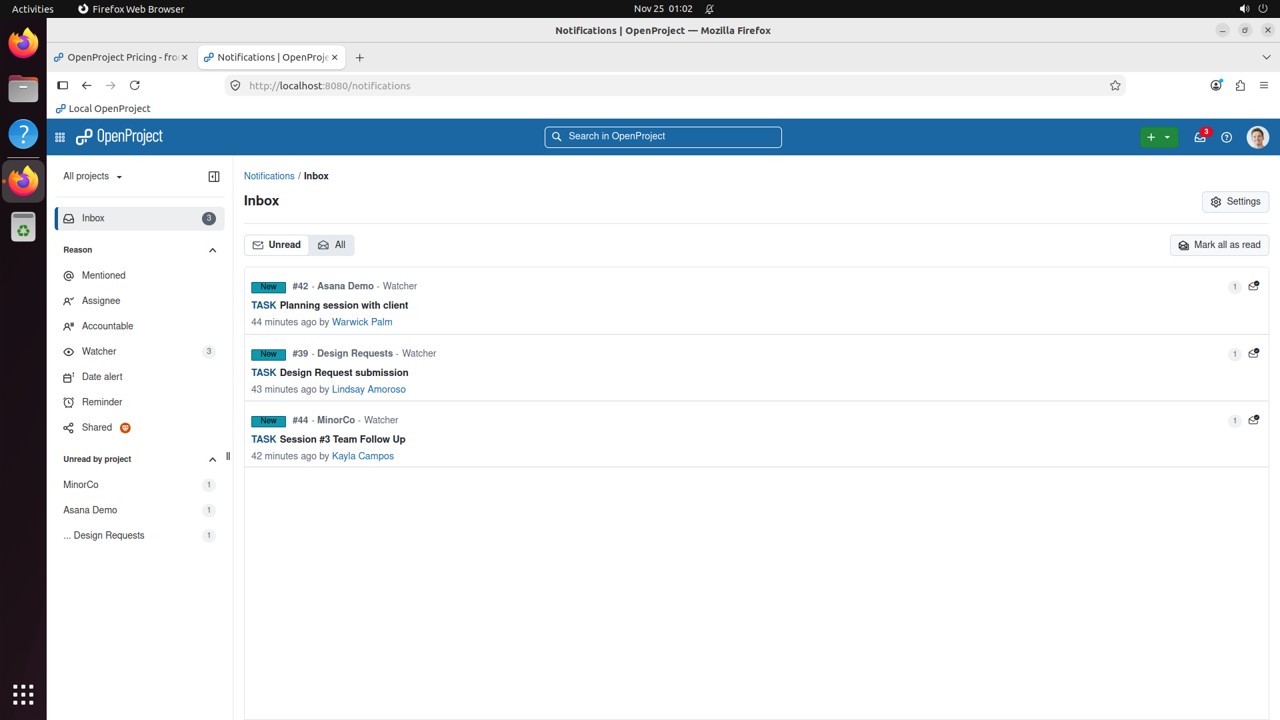 Activities
Firefox Web Browser
Nov 25 01:02
Notifications | OpenProject — Mozilla Firefox
OpenProject Pricing - fro
Notifications | OpenProje
http://localhost:8080/notifications
Local OpenProject
OpenProject
Search in OpenProject
3
All projects
Inbox 3
Reason
Mentioned
Assignee
Accountable
Watcher 3
Date alert
Reminder
Shared
Unread by project
MinorCo 1
Asana Demo 1
... Design Requests 1
Notifications / Inbox
Inbox
Settings
Unread
All
Mark all as read
New #42 - Asana Demo - Watcher 1
TASK Planning session with client
44 minutes ago by Warwick Palm
New #39 - Design Requests - Watcher 1
TASK Design Request submission
43 minutes ago by Lindsay Amoroso
New #44 - MinorCo - Watcher 1
TASK Session #3 Team Follow Up
42 minutes ago by Kayla Campos